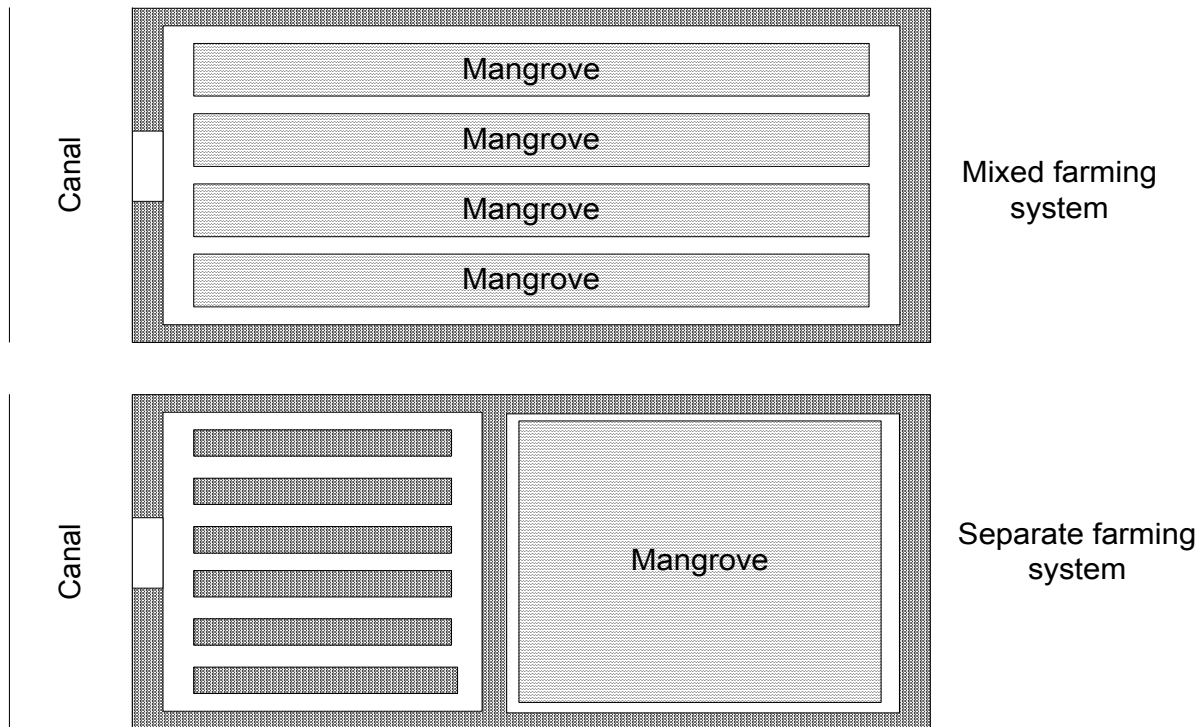 Canal
Mangrove
Mangrove
Mangrove
Mangrove
Mixed farming
system
Canal
Mangrove
Separate farming
system